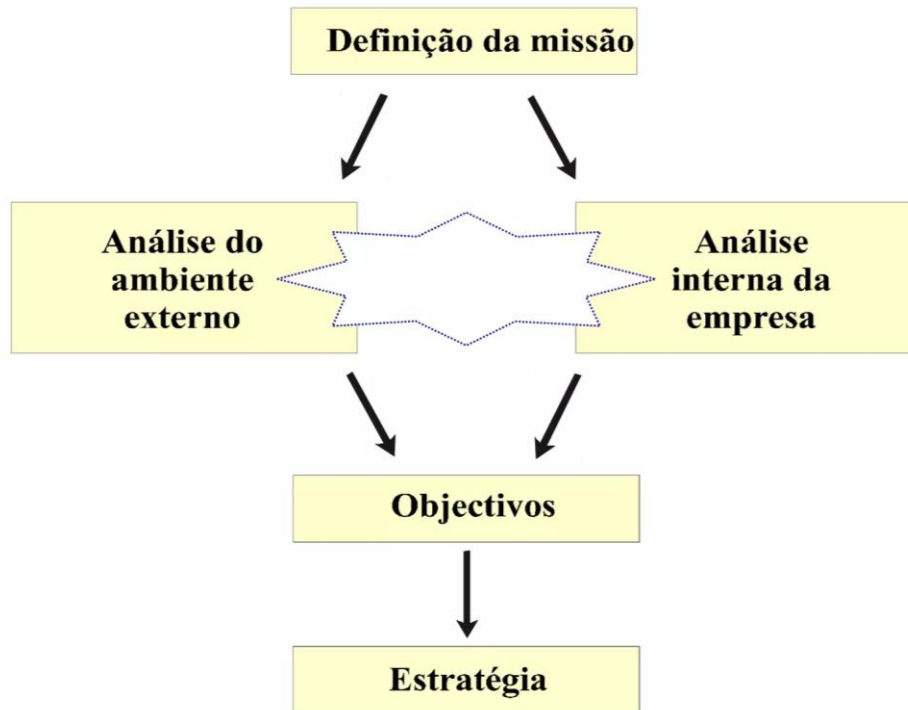 Definição da missão
Análise do
ambiente
externo
Análise
interna da
empresa
Objectivos
Estratégia